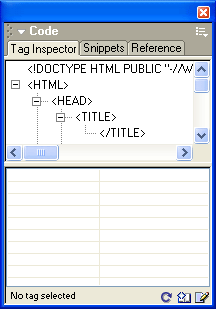 Code
Tag Inspector Snippets Reference
<!DOCTYPE HTML PUBLIC "-//W
<HTML>
<HEAD>
<TITLE>
</TITLE>
No tag selected